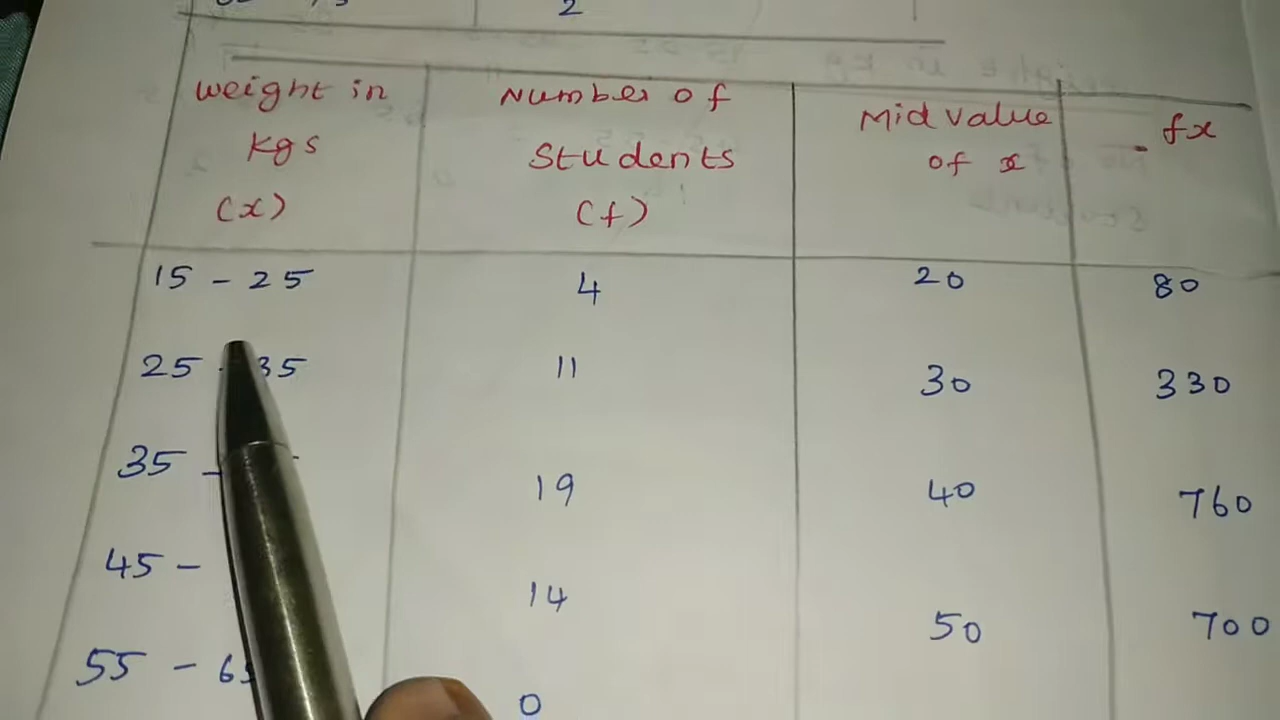 2
Weight in Number of Mid value fx
Kgs Students of x
(x) (f)
15 - 25 4 20 80
25 - 35 11 30 330
35 - 19 40 760
45 - 14 50 700
55 - 0